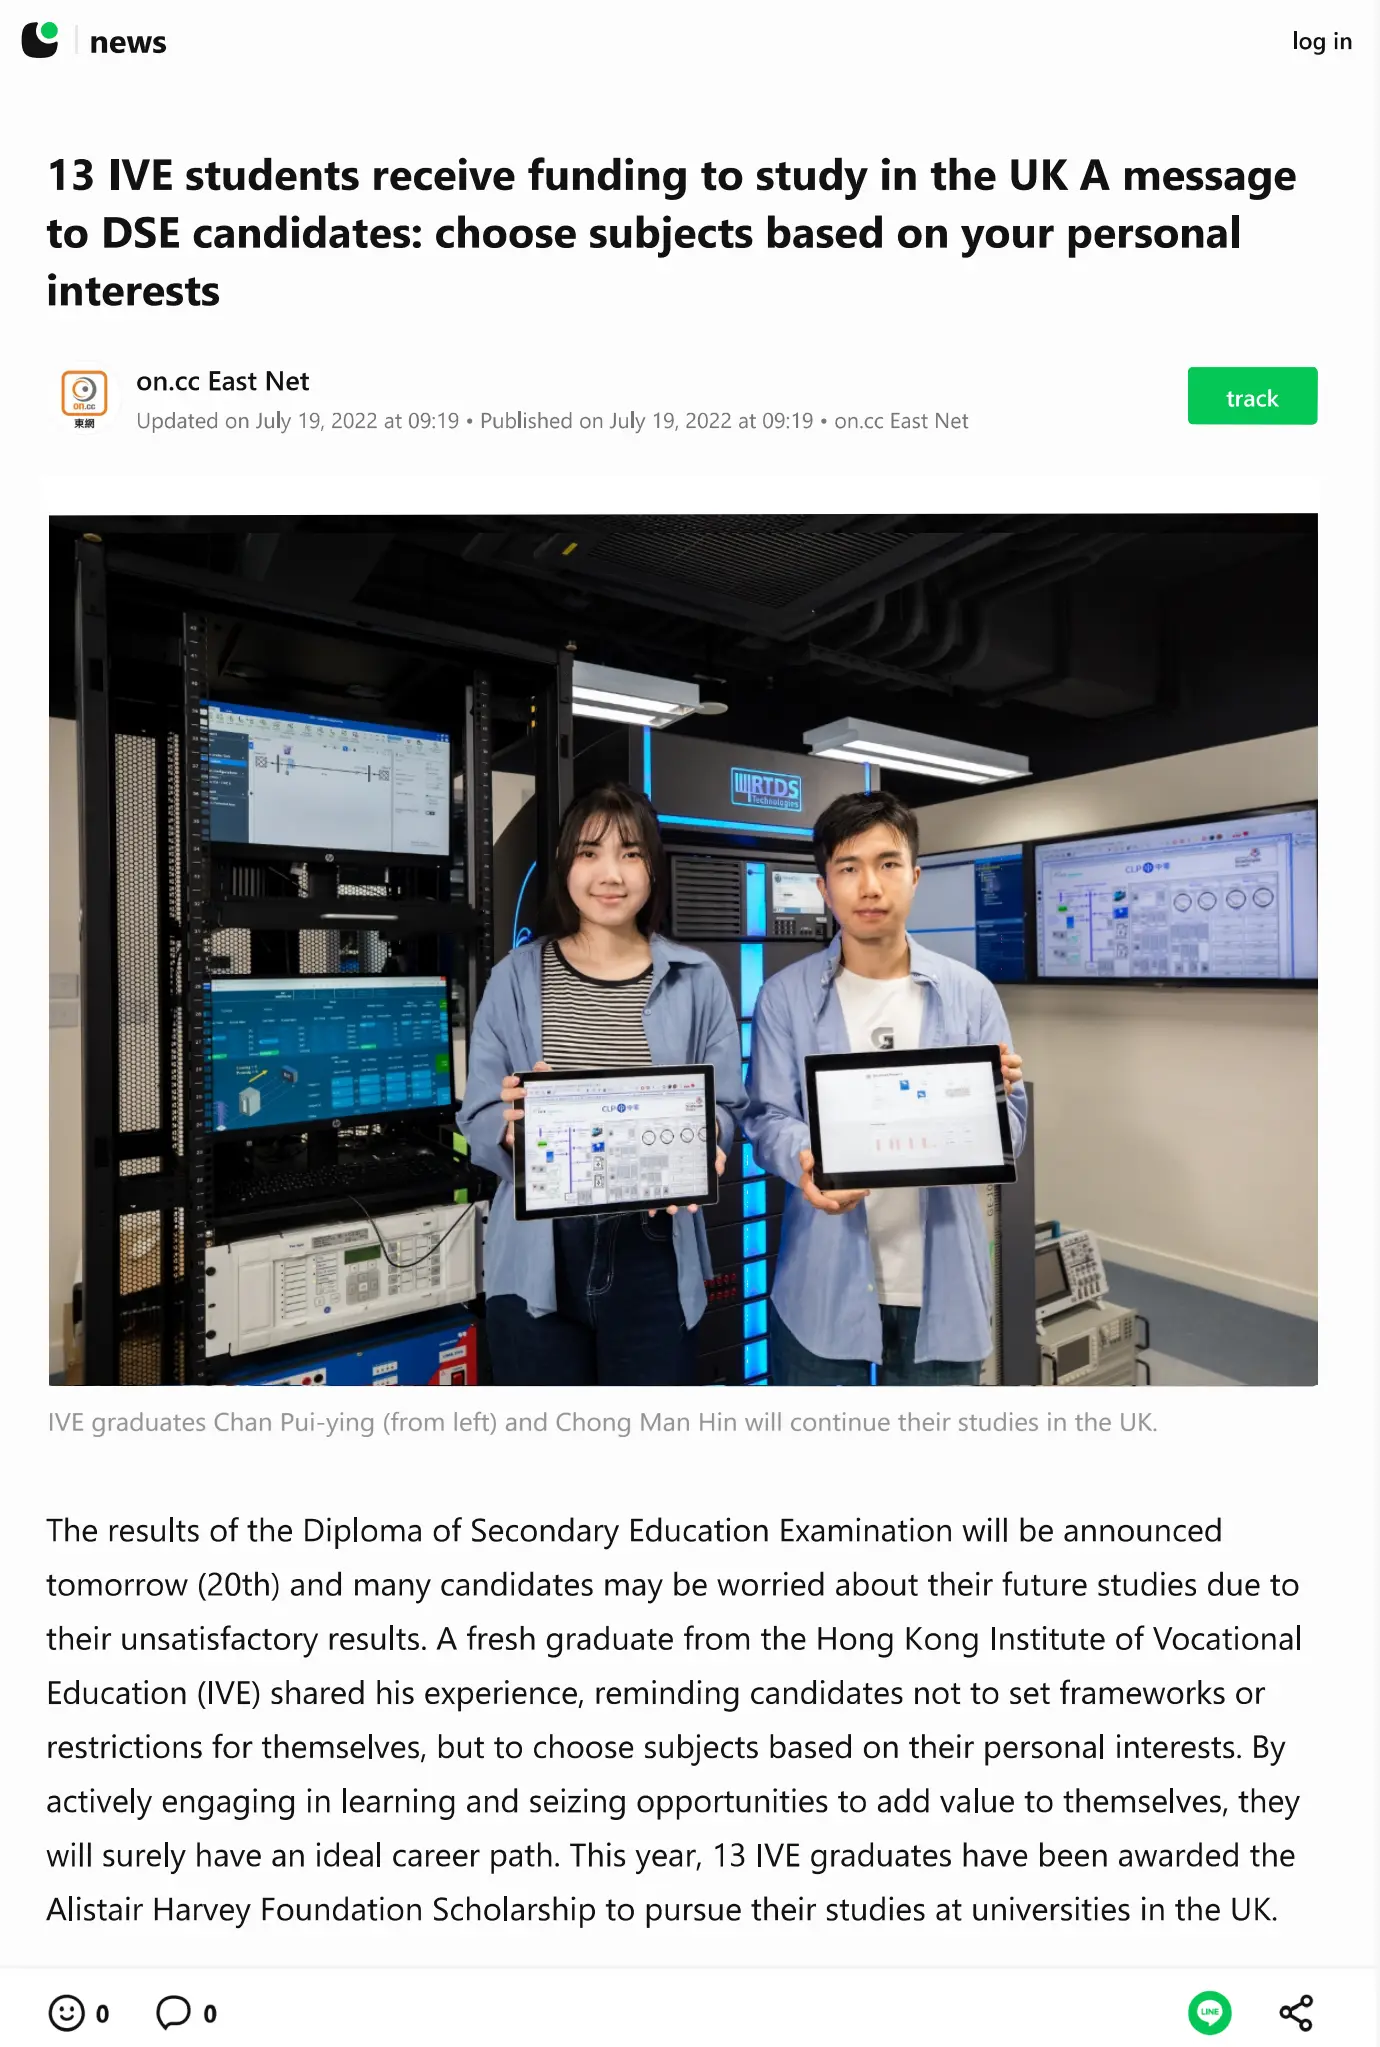 news
log in
13 IVE students receive funding to study in the UK A message
to DSE candidates: choose subjects based on your personal
interests
on.cc
東網
on.cc East Net
Updated on July 19, 2022 at 09:19 • Published on July 19, 2022 at 09:19 • on.cc East Net
track
RTDS
Technologies
CLP 中電
G
CLP 中電
IVE graduates Chan Pui-ying (from left) and Chong Man Hin will continue their studies in the UK.
The results of the Diploma of Secondary Education Examination will be announced
tomorrow (20th) and many candidates may be worried about their future studies due to
their unsatisfactory results. A fresh graduate from the Hong Kong Institute of Vocational
Education (IVE) shared his experience, reminding candidates not to set frameworks or
restrictions for themselves, but to choose subjects based on their personal interests. By
actively engaging in learning and seizing opportunities to add value to themselves, they
will surely have an ideal career path. This year, 13 IVE graduates have been awarded the
Alistair Harvey Foundation Scholarship to pursue their studies at universities in the UK.
0
0
LINE